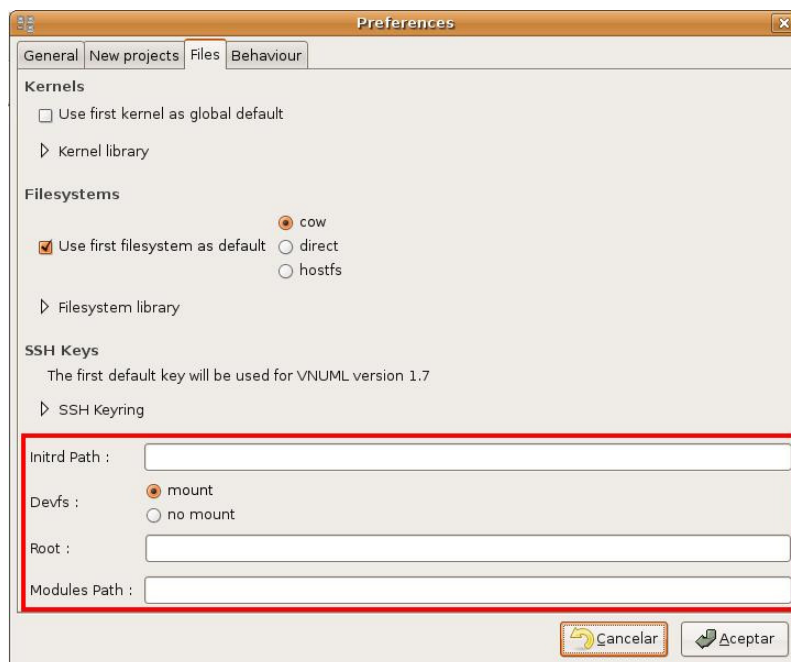 Preferences
General New projects Files Behaviour
Kernels
Use first kernel as global default
Kernel library
Filesystems
cow
Use first filesystem as default direct
hostfs
Filesystem library
SSH Keys
The first default key will be used for VNUML version 1.7
SSH Keyring
Initrd Path :
mount
Devfs :
no mount
Root :
Modules Path :
Cancelar Aceptar